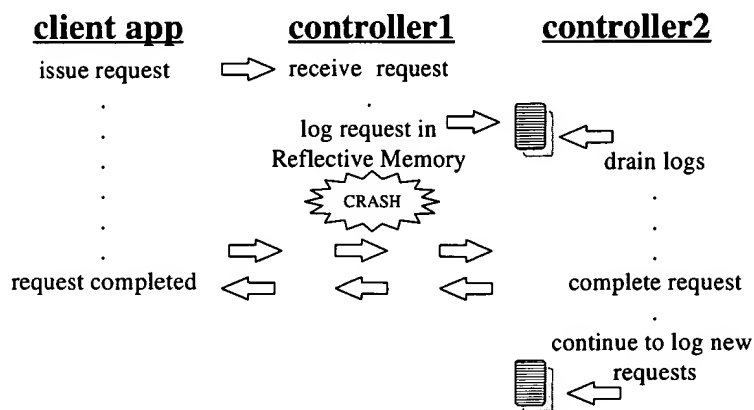 client app controller1 controller2
issue request receive request
log request in
Reflective Memory
drain logs
CRASH
request completed complete request
continue to log new
requests